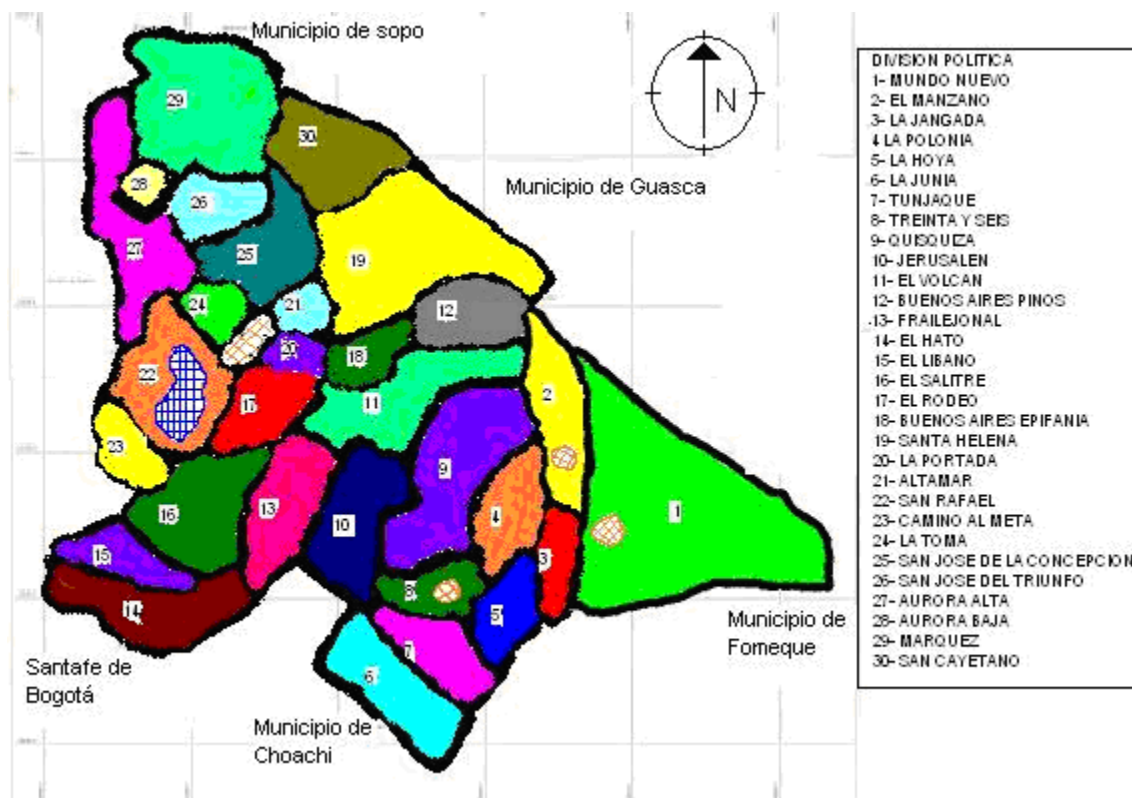 Municipio de sopo
N
Municipio de Guasca
29
30
28
26
27
25
19
24
21
12
20
18
22
2
17
11
23
9
16
13
10
4
1
15
3
14
8
5
7
6
Santafe de
Bogotá
Municipio de
Choachi
Municipio de
Fomeque
DIVISION POLITICA
1- MUNDO NUEVO
2- EL MANZANO
3- LA JANGADA
4 LA POLONIA
5- LA HOYA
6- LA JUNIA
7- TUNJAQUE
8- TREINTA Y SEIS
9- QUISQUIZA
10- JERUSALEN
11- EL VOLCAN
12- BUENOS AIRES PINOS
13- FRAILEJONAL
14- EL HATO
15- EL LIBANO
16- EL SALITRE
17- EL RODEO
18- BUENOS AIRES EPIFANIA
19- SANTA HELENA
20- LA PORTADA
21- ALTAMAR
22- SAN RAFAEL
23- CAMINO AL META
24- LA TOMA
25- SAN JOSE DE LA CONCEPCION
26- SAN JOSE DEL TRIUNFO
27- AURORA ALTA
28- AURORA BAJA
29- MARQUEZ
30- SAN CAYETANO